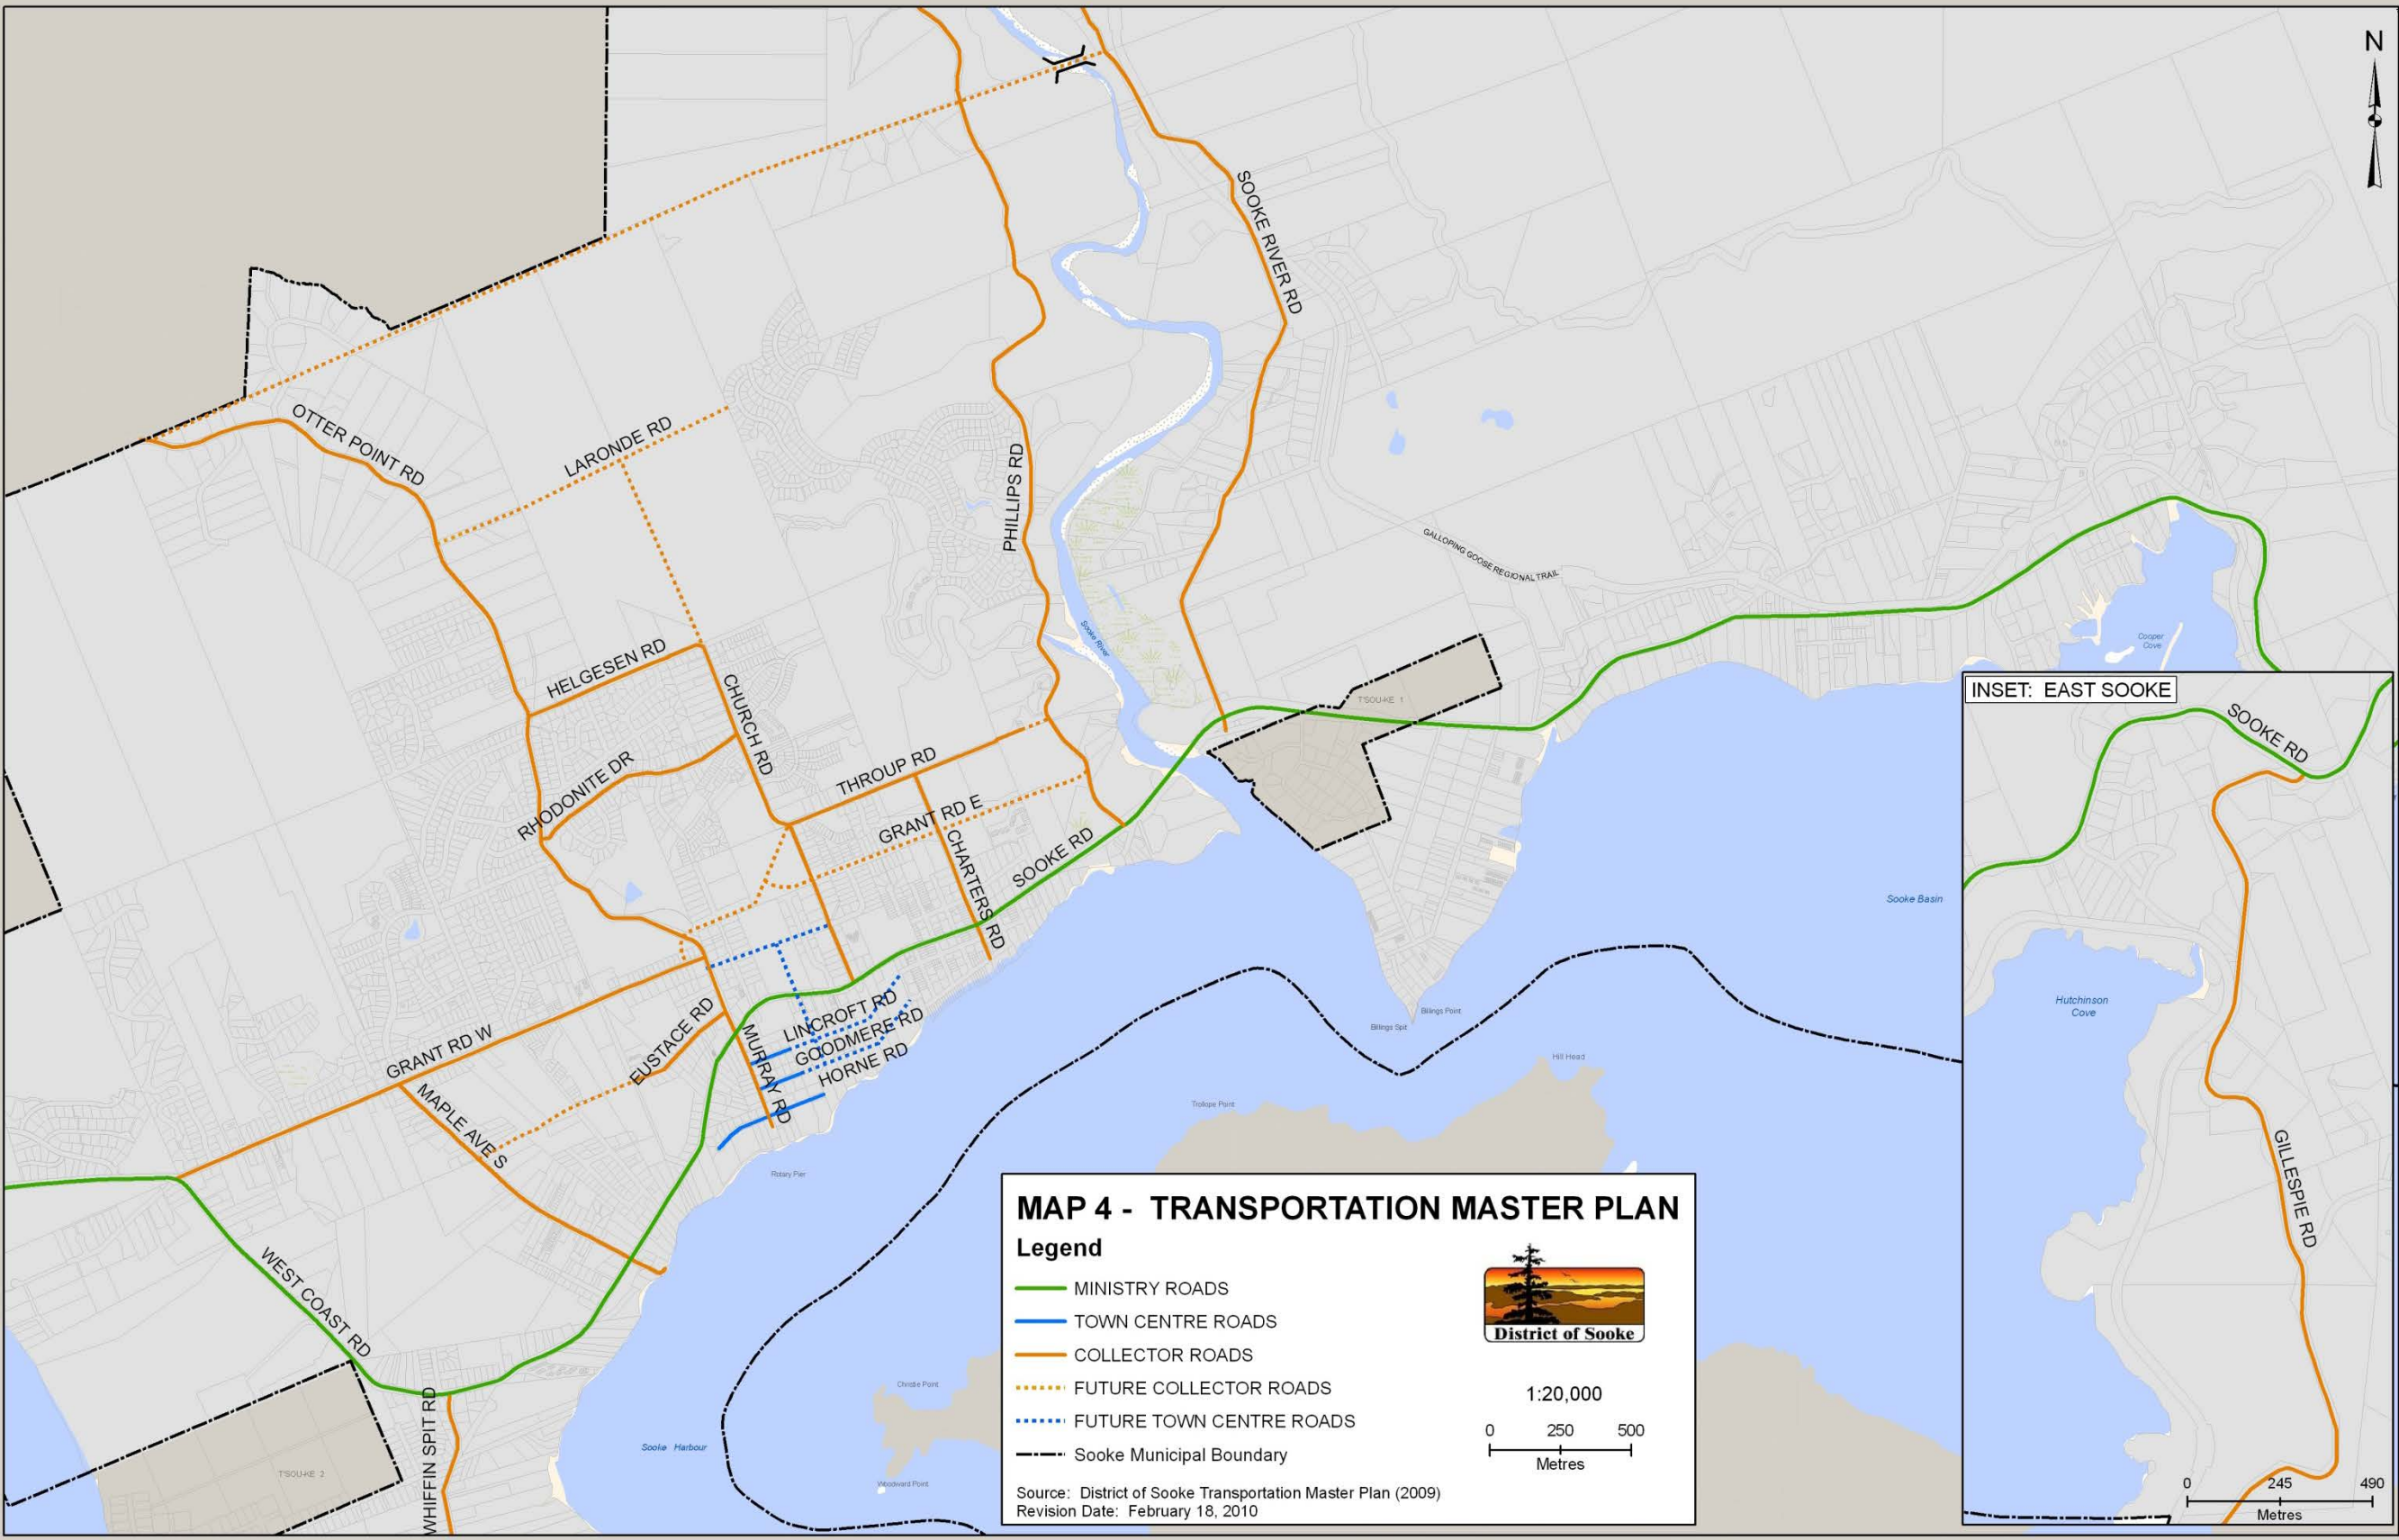 N
SOOKE RIVER RD
OTTER POINT RD
LARONDE RD
PHILLIPS RD
GALLOPING GOOSE REGIONAL TRAIL
Sooke River
Cooper
Cove
HELGESEN RD
CHURCH RD
T'SOU-KE 1
RHODONITE DR
THROUP RD
GRANT RD E
CHARTERS RD
SOOKE RD
Sooke Basin
LINCROFT RD
GOODMERE RD
HORNE RD
MURRAY RD
EUSTACE RD
GRANT RD W
MAPLE AVE S
Billings Point
Billings Spit
Hill Head
Trollope Point
Rotary Pier
WEST COAST RD
WHIFFIN SPIT RD
T'SOU-KE 2
Sooke Harbour
Christie Point
Woodward Point
INSET: EAST SOOKE
SOOKE RD
Hutchinson
Cove
GILLESPIE RD
0 245 490
Metres
MAP 4 - TRANSPORTATION MASTER PLAN
Legend
MINISTRY ROADS
TOWN CENTRE ROADS
COLLECTOR ROADS
FUTURE COLLECTOR ROADS
FUTURE TOWN CENTRE ROADS
Sooke Municipal Boundary
District of Sooke
1:20,000
0 250 500
Metres
Source: District of Sooke Transportation Master Plan (2009)
Revision Date: February 18, 2010